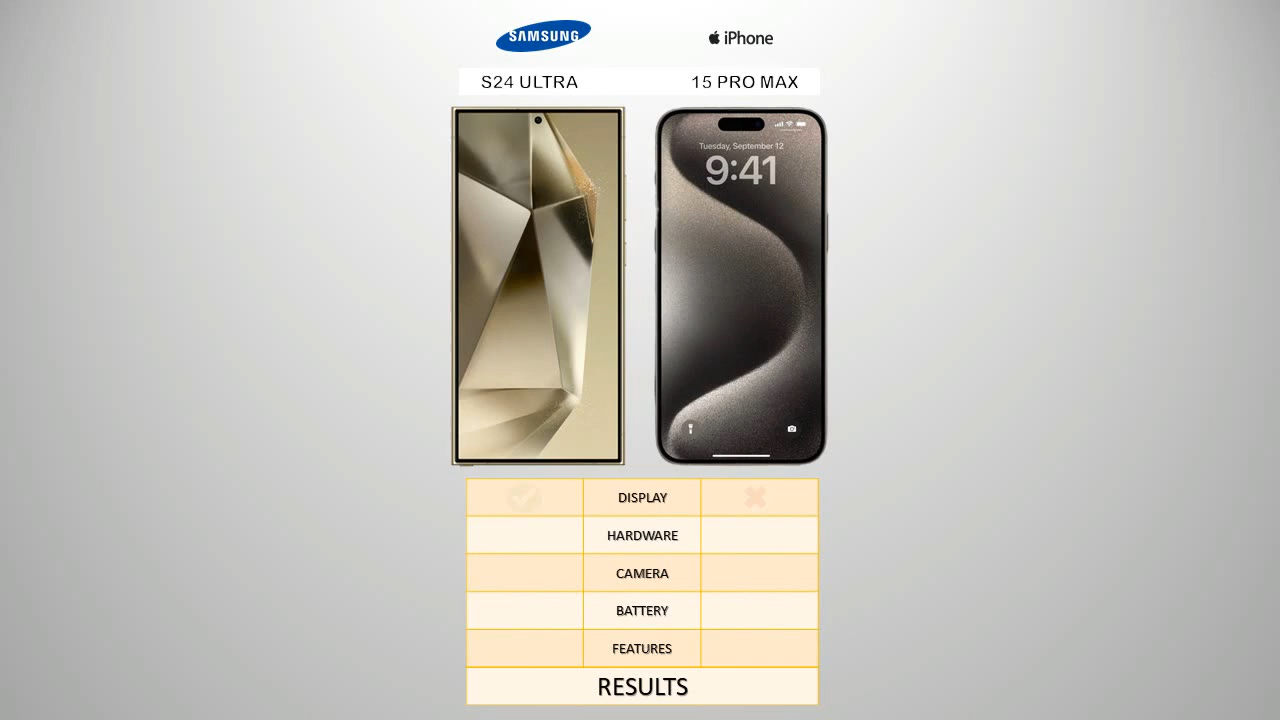 SAMSUNG
iPhone
S24 ULTRA
15 PRO MAX
Tuesday, September 12
9:41
DISPLAY
HARDWARE
CAMERA
BATTERY
FEATURES
RESULTS